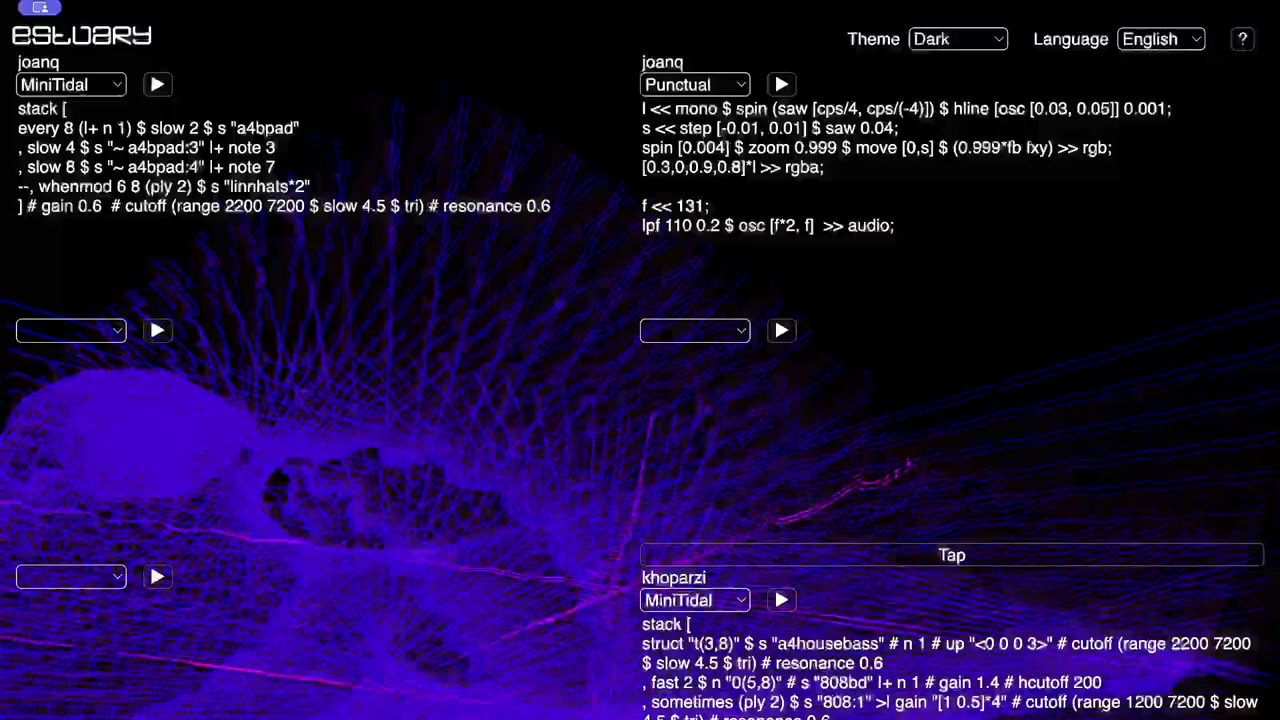 estuary
Theme Dark Language English ?
joanq
MiniTidal
stack [
every 8 (|+ n 1) $ slow 2 $ s "a4bpad"
, slow 4 $ s "~ a4bpad:3" |+ note 3
, slow 8 $ s "~ a4bpad:4" |+ note 7
--, whenmod 6 8 (ply 2) $ s "linnhats*2"
] # gain 0.6 # cutoff (range 2200 7200 $ slow 4.5 $ tri) # resonance 0.6
joanq
Punctual
l << mono $ spin (saw [cps/4, cps/(-4)]) $ hline [osc [0.03, 0.05]] 0.001;
s << step [-0.01, 0.01] $ saw 0.04;
spin [0.004] $ zoom 0.999 $ move [0,s] $ (0.999*fb fxy) >> rgb;
[0.3,0,0.9,0.8]*l >> rgba;
f << 131;
lpf 110 0.2 $ osc [f*2, f] >> audio;
Tap
khoparzi
MiniTidal
stack [
struct "t(3,8)" $ s "a4housebass" # n 1 # up "<0 0 0 3>" # cutoff (range 2200 7200
$ slow 4.5 $ tri) # resonance 0.6
, fast 2 $ n "0(5,8)" # s "808bd" |+ n 1 # gain 1.4 # hcutoff 200
, sometimes (ply 2) $ s "808:1" >| gain "[1 0.5]*4" # cutoff (range 1200 7200 $ slow
4.5 $ tri) # resonance 0.6